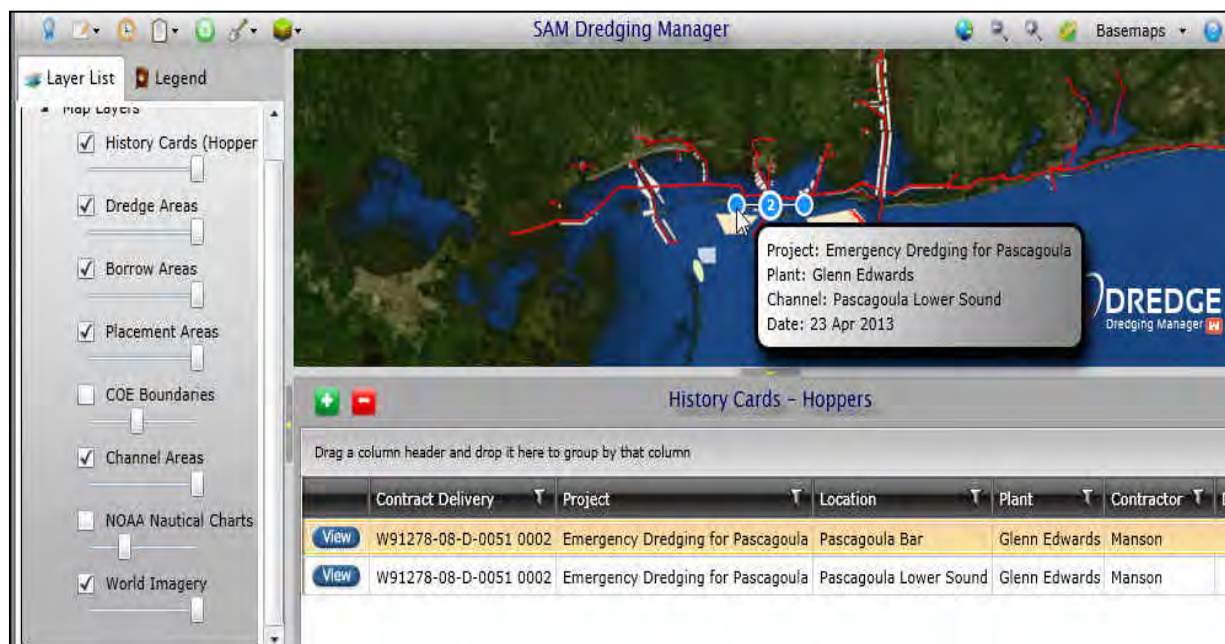 SAM Dredging Manager
Basemaps
Layer List
Legend
Map Layers
History Cards (Hopper
Dredge Areas
Borrow Areas
Placement Areas
COE Boundaries
Channel Areas
NOAA Nautical Charts
World Imagery
2
Project: Emergency Dredging for Pascagoula
Plant: Glenn Edwards
Channel: Pascagoula Lower Sound
Date: 23 Apr 2013
DREDGE
Dredging Manager
History Cards - Hoppers
Drag a column header and drop it here to group by that column
Contract Delivery Project Location Plant Contractor
View W91278-08-D-0051 0002 Emergency Dredging for Pascagoula Pascagoula Bar Glenn Edwards Manson
View W91278-08-D-0051 0002 Emergency Dredging for Pascagoula Pascagoula Lower Sound Glenn Edwards Manson